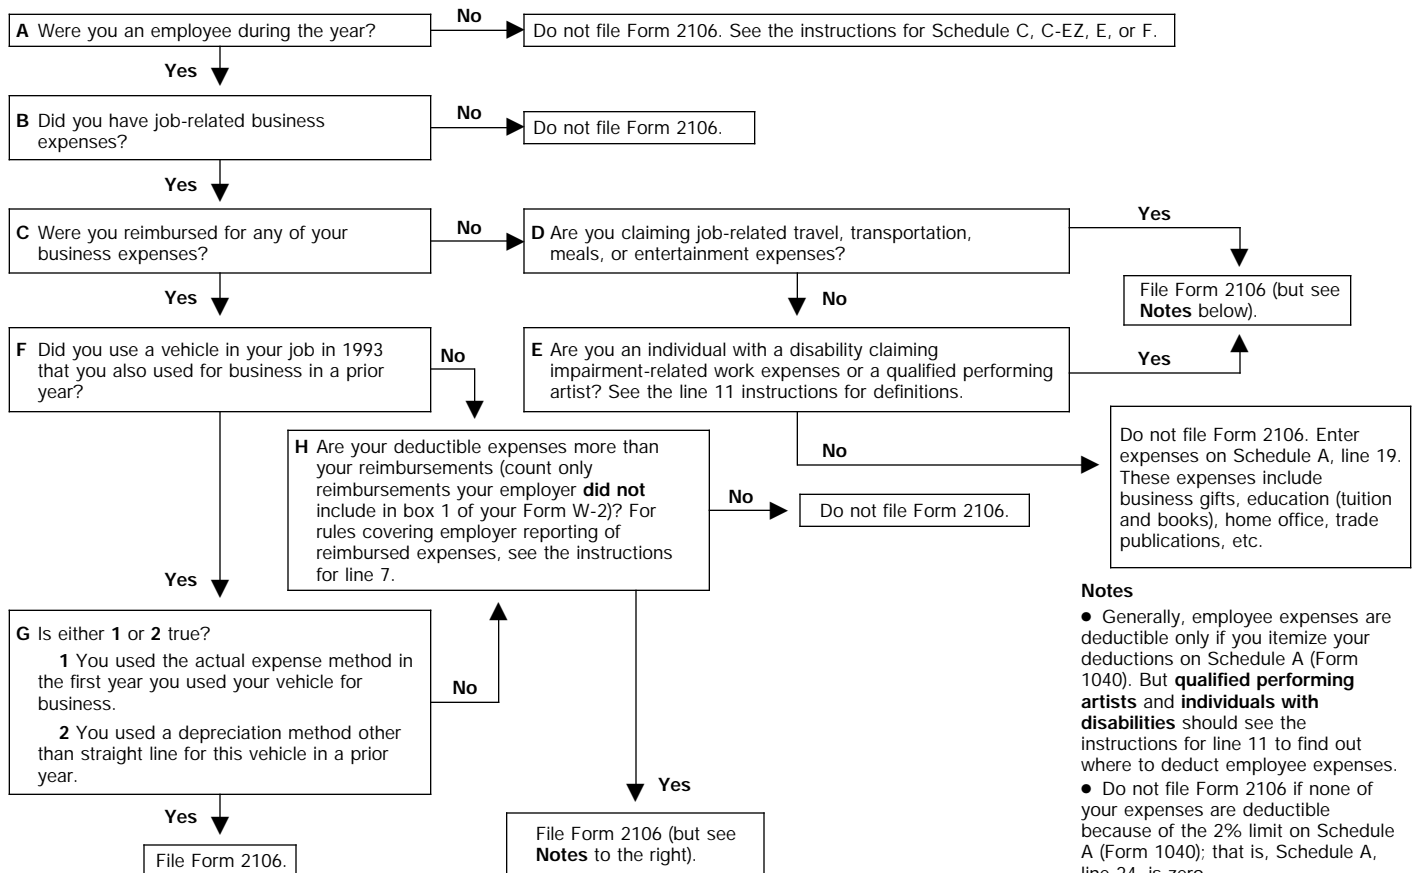 A Were you an employee during the year?
No
Do not file Form 2106. See the instructions for Schedule C, C-EZ, E, or F.
Yes
B Did you have job-related business
expenses?
No
Do not file Form 2106.
Yes
C Were you reimbursed for any of your
business expenses?
No
D Are you claiming job-related travel, transportation,
meals, or entertainment expenses?
Yes
File Form 2106 (but see
Notes below).
Yes
No
F Did you use a vehicle in your job in 1993
that you also used for business in a prior
year?
No
E Are you an individual with a disability claiming
impairment-related work expenses or a qualified performing
artist? See the line 11 instructions for definitions.
Yes
No
Do not file Form 2106. Enter
expenses on Schedule A, line 19.
These expenses include
business gifts, education (tuition
and books), home office, trade
publications, etc.
H Are your deductible expenses more than
your reimbursements (count only
reimbursements your employer did not
include in box 1 of your Form W-2)? For
rules covering employer reporting of
reimbursed expenses, see the instructions
for line 7.
No
Do not file Form 2106.
Yes
G Is either 1 or 2 true?
1 You used the actual expense method in
the first year you used your vehicle for
business.
2 You used a depreciation method other
than straight line for this vehicle in a prior
year.
No
Yes
File Form 2106.
Yes
File Form 2106 (but see
Notes to the right).
Notes
● Generally, employee expenses are
deductible only if you itemize your
deductions on Schedule A (Form
1040). But qualified performing
artists and individuals with
disabilities should see the
instructions for line 11 to find out
where to deduct employee expenses.
● Do not file Form 2106 if none of
your expenses are deductible
because of the 2% limit on Schedule
A (Form 1040); that is, Schedule A,
line 24, is zero.